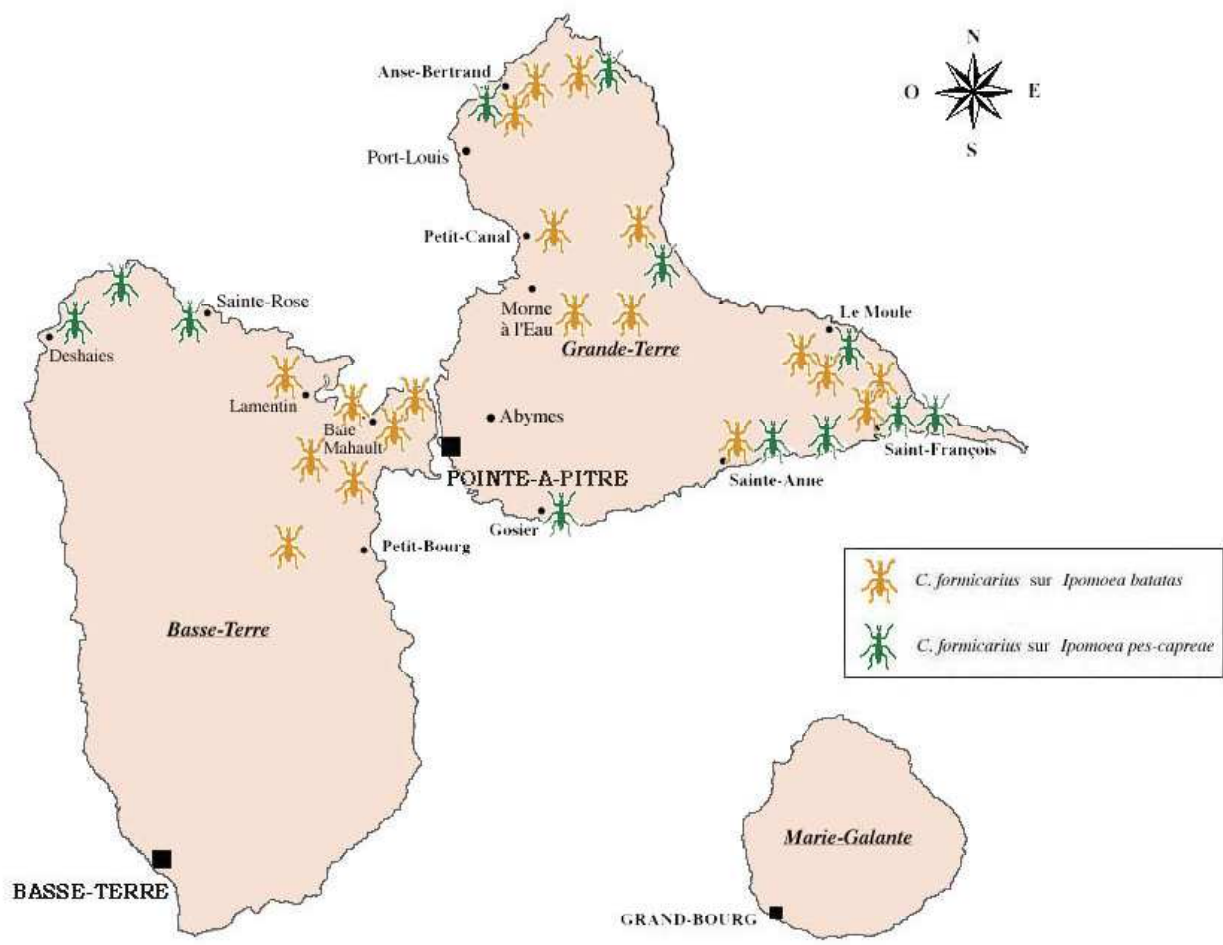 N
O E
S
Anse-Bertrand
Port-Louis
Petit-Canal
Morne
à l'Eau
Grande-Terre
Le Moule
Sainte-Rose
Deshaies
Lamentin
Baie
Mahault
Abymes
POINTE-A-PITRE
Saint-François
Sainte-Anne
Gosier
Petit-Bourg
Basse-Terre
C. formicarius sur Ipomoea batatas
C. formicarius sur Ipomoea pes-capreae
BASSE-TERRE
Marie-Galante
GRAND-BOURG